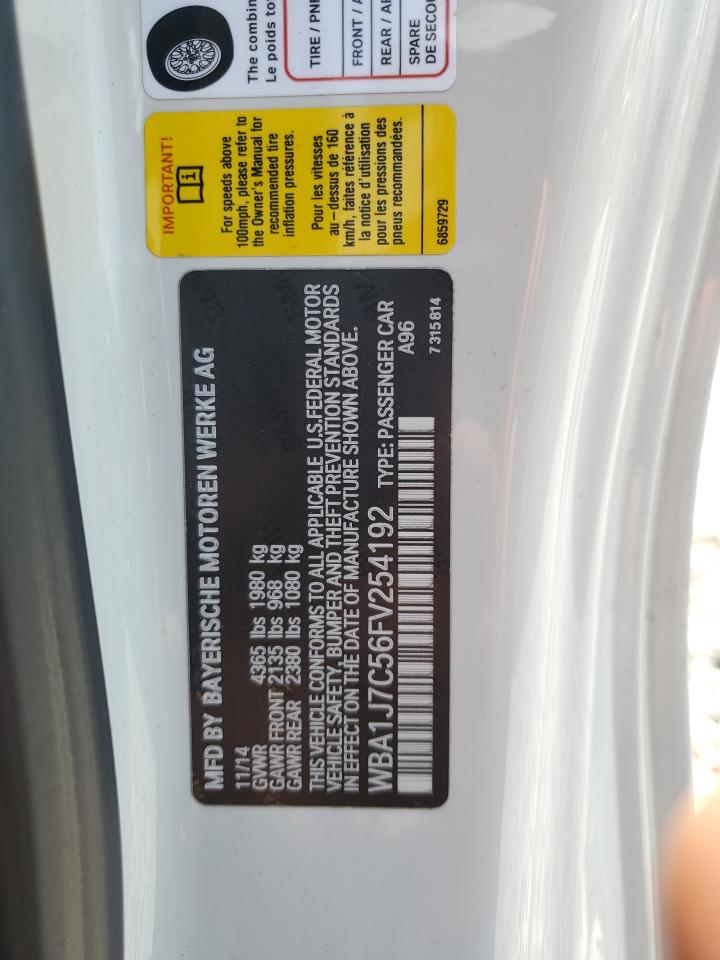 MFD BY BAYERISCHE MOTOREN WERKE AG
11/14
GVWR 4365 lbs 1980 kg
GAWR FRONT 2135 lbs 968 kg
GAWR REAR 2380 lbs 1080 kg
THIS VEHICLE CONFORMS TO ALL APPLICABLE U.S. FEDERAL MOTOR
VEHICLE SAFETY, BUMPER AND THEFT PREVENTION STANDARDS
IN EFFECT ON THE DATE OF MANUFACTURE SHOWN ABOVE.
WBA1J7C56FV254192 TYPE: PASSENGER CAR
A96
7315814
IMPORTANT!
For speeds above
100mph, please refer to
the Owner's Manual for
recommended tire
inflation pressures.
Pour les vitesses
au-dessus de 160
km/h, faites référence à
la notice d'utilisation
pour les pressions des
pneus recommandées.
6859729
The combin
Le poids to
TIRE / PNE
FRONT / A
REAR / AR
SPARE
DE SECOU